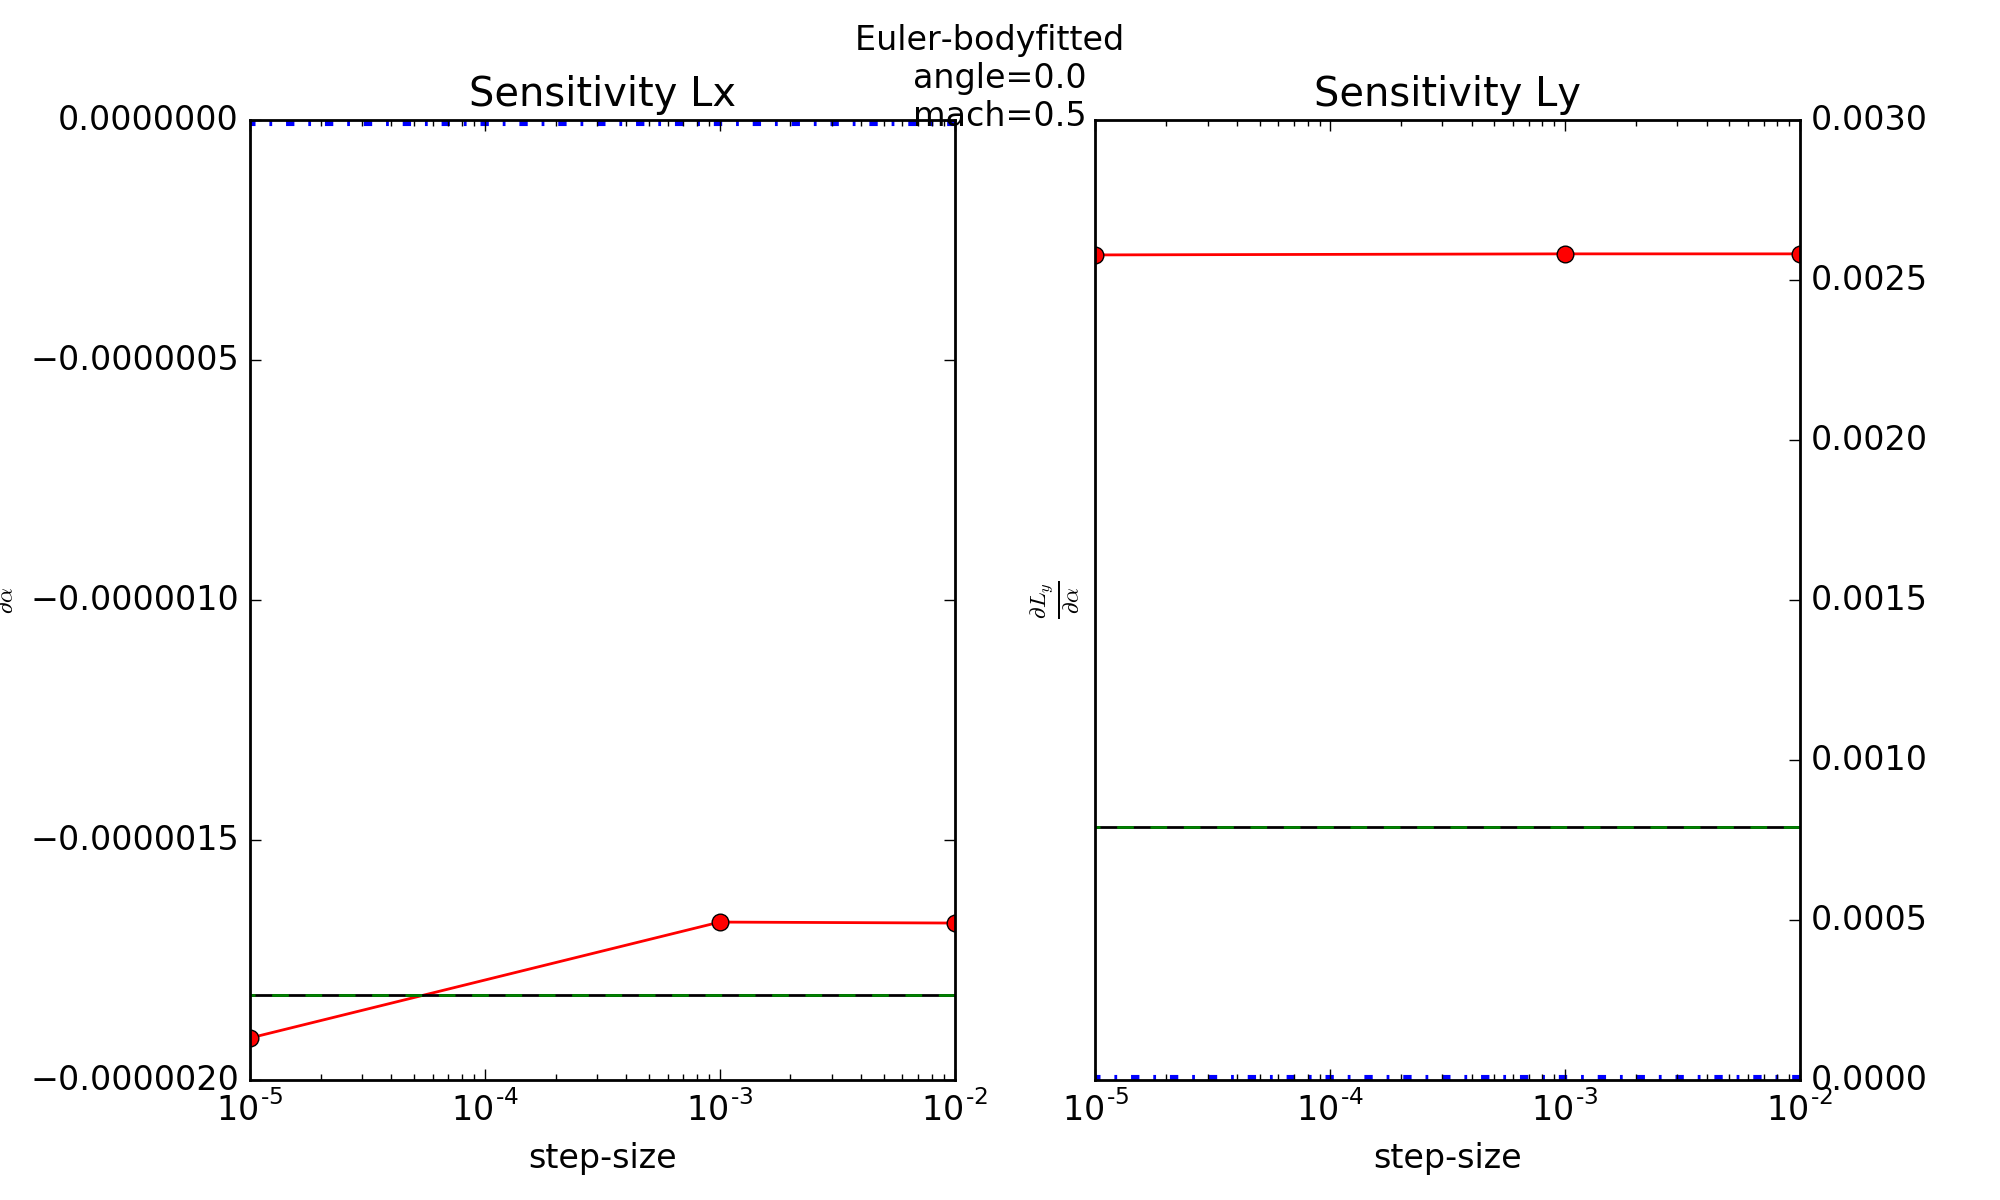 Euler-bodyfitted
angle=0.0
mach=0.5
Sensitivity Lx
0.0000000
−0.0000005
−0.0000010
−0.0000015
−0.0000020
∂α
10^-5 10^-4 10^-3 10^-2
step-size
Sensitivity Ly
∂L_y
∂α
0.0030
0.0025
0.0020
0.0015
0.0010
0.0005
0.0000
10^-5 10^-4 10^-3 10^-2
step-size